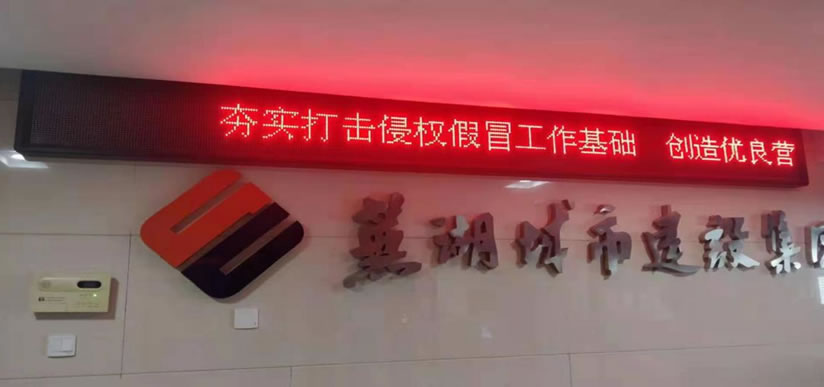 夯实打击侵权假冒工作基础 创造优良营
蕪湖城市建設集团